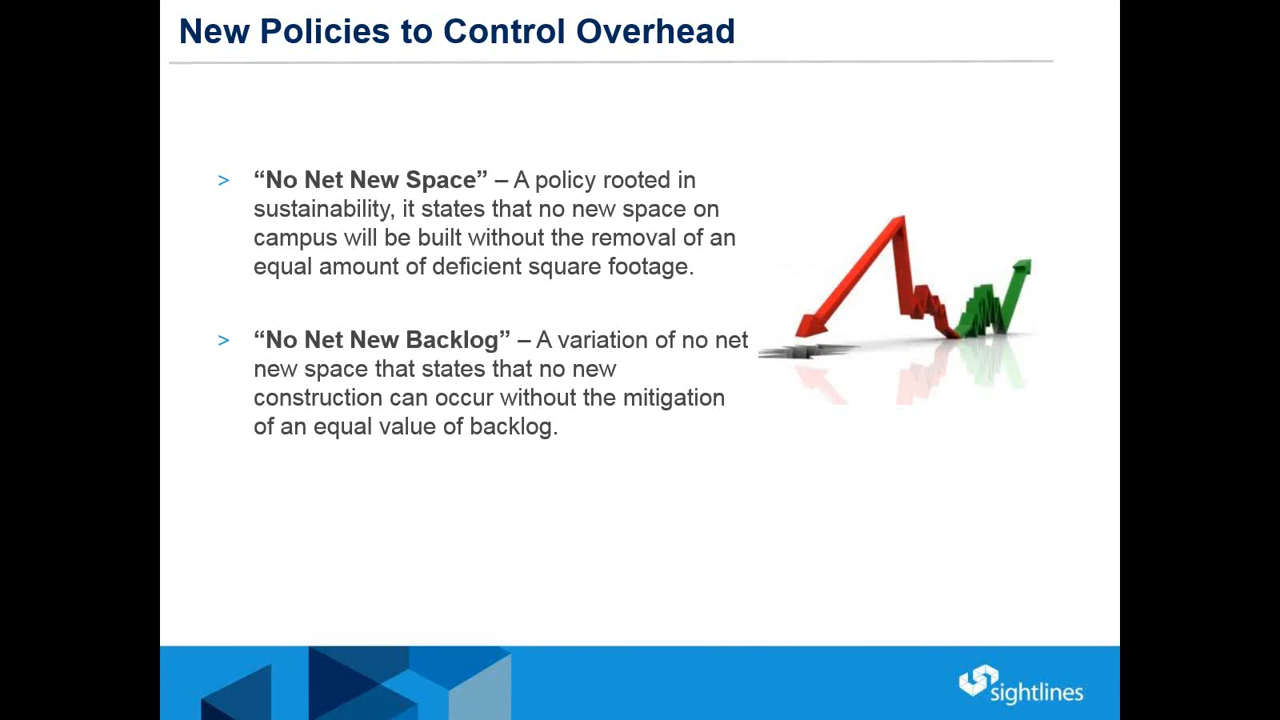 New Policies to Control Overhead
> “No Net New Space” – A policy rooted in
sustainability, it states that no new space on
campus will be built without the removal of an
equal amount of deficient square footage.
> “No Net New Backlog” – A variation of no net
new space that states that no new
construction can occur without the mitigation
of an equal value of backlog.
sightlines